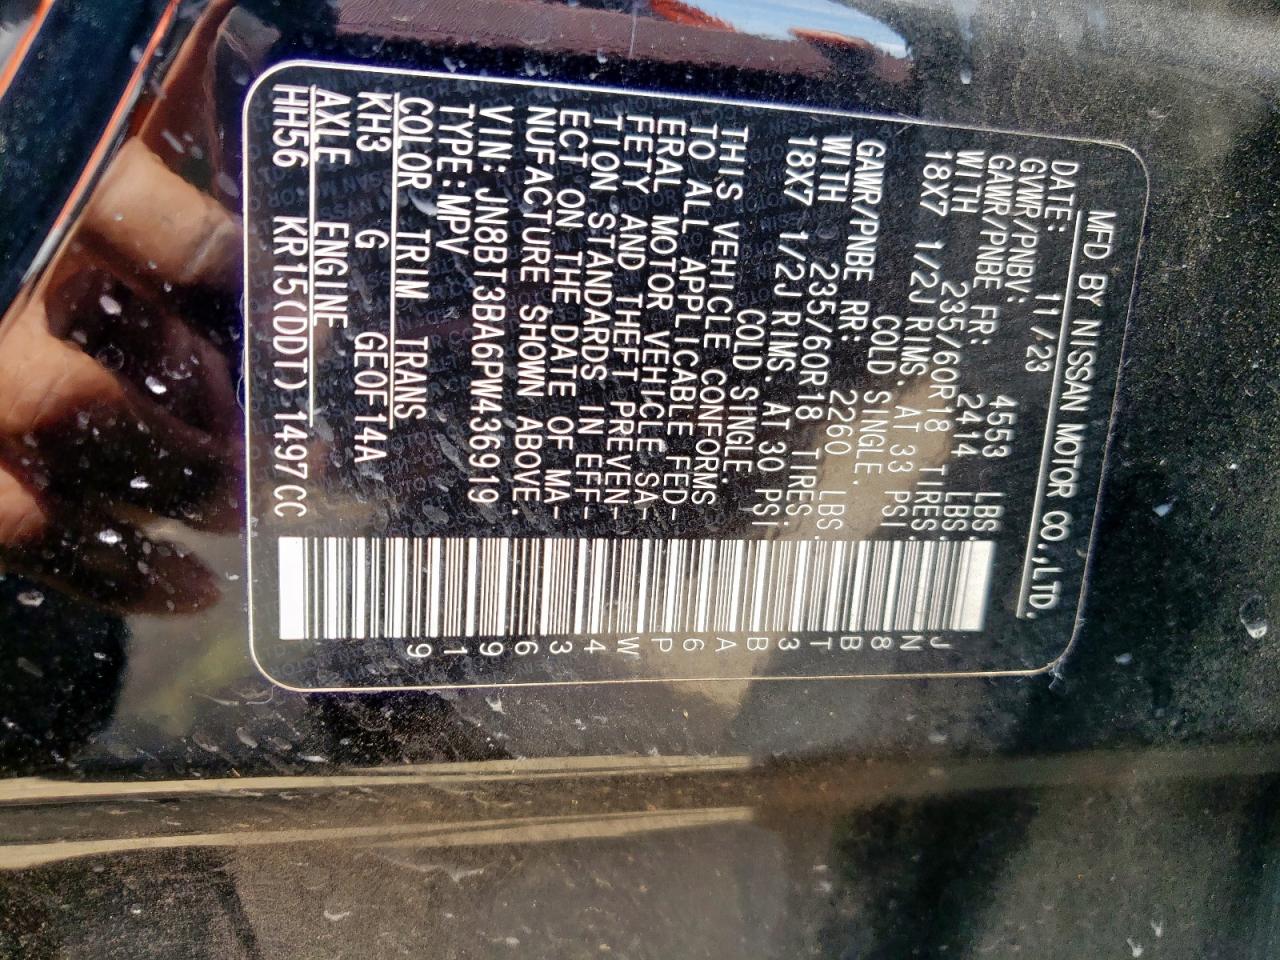 MFD BY NISSAN MOTOR CO.,LTD.
DATE: 11/23
GVWR/PNBV: 4553 LBS.
GAWR/PNBE FR: 2414 LBS.
WITH 235/60R18 TIRES.
18X7 1/2J RIMS. AT 33 PSI
COLD SINGLE.
GAWR/PNBE RR: 2260 LBS.
WITH 235/60R18 TIRES.
18X7 1/2J RIMS. AT 30 PSI
COLD SINGLE.
THIS VEHICLE CONFORMS
TO ALL APPLICABLE FED-
ERAL MOTOR VEHICLE SA-
FETY AND THEFT PREVEN-
TION STANDARDS IN EFF-
ECT ON THE DATE OF MA-
NUFACTURE SHOWN ABOVE.
VIN: JN8BT3BA6PW436919
TYPE:MPV
COLOR TRIM TRANS
KH3 G GE0F14A
AXLE ENGINE
HH56 KR15(DDT)1497CC
JN8BT3BA6PW436919